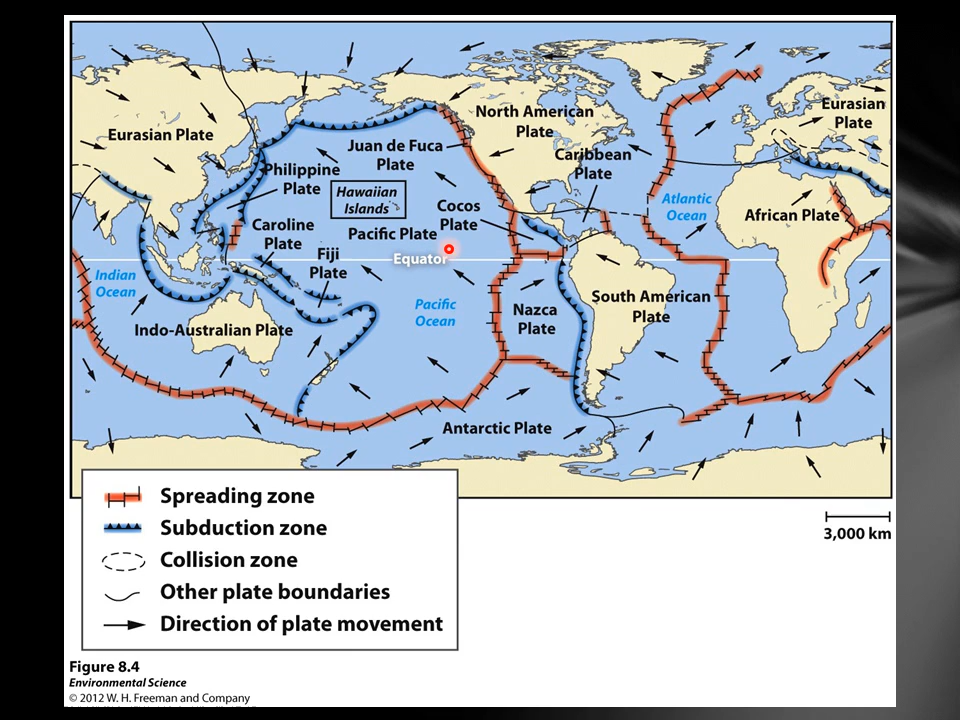 North American
Plate
Eurasian
Plate
Eurasian Plate
Juan de Fuca
Plate
Caribbean
Plate
Philippine
Plate
Hawaiian
Islands
Cocos
Plate
Atlantic
Ocean
African Plate
Caroline
Plate
Pacific Plate
Fiji
Plate
Equator
Indian
Ocean
Pacific
Ocean
Nazca
Plate
South American
Plate
Indo-Australian Plate
Antarctic Plate
Spreading zone
Subduction zone
Collision zone
Other plate boundaries
Direction of plate movement
3,000 km
Figure 8.4
Environmental Science
© 2012 W. H. Freeman and Company